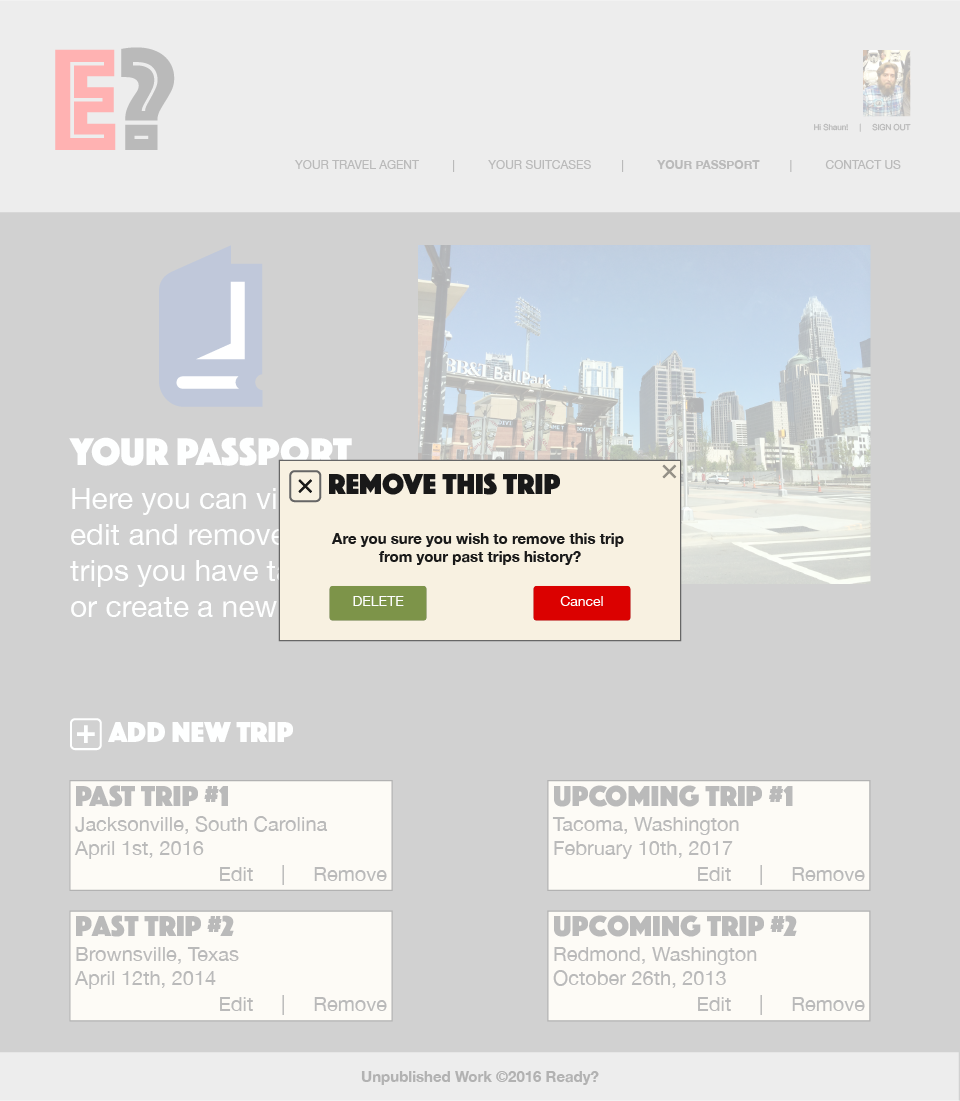 E?
Hi Shaun! | SIGN OUT
YOUR TRAVEL AGENT | YOUR SUITCASES | YOUR PASSPORT | CONTACT US
BB&T BallPark
YOUR PASSPORT
Here you can vi
edit and remove
trips you have ta
or create a new
REMOVE THIS TRIP
Are you sure you wish to remove this trip
from your past trips history?
DELETE
Cancel
ADD NEW TRIP
PAST TRIP #1
Jacksonville, South Carolina
April 1st, 2016
Edit | Remove
UPCOMING TRIP #1
Tacoma, Washington
February 10th, 2017
Edit | Remove
PAST TRIP #2
Brownsville, Texas
April 12th, 2014
Edit | Remove
UPCOMING TRIP #2
Redmond, Washington
October 26th, 2013
Edit | Remove
Unpublished Work ©2016 Ready?